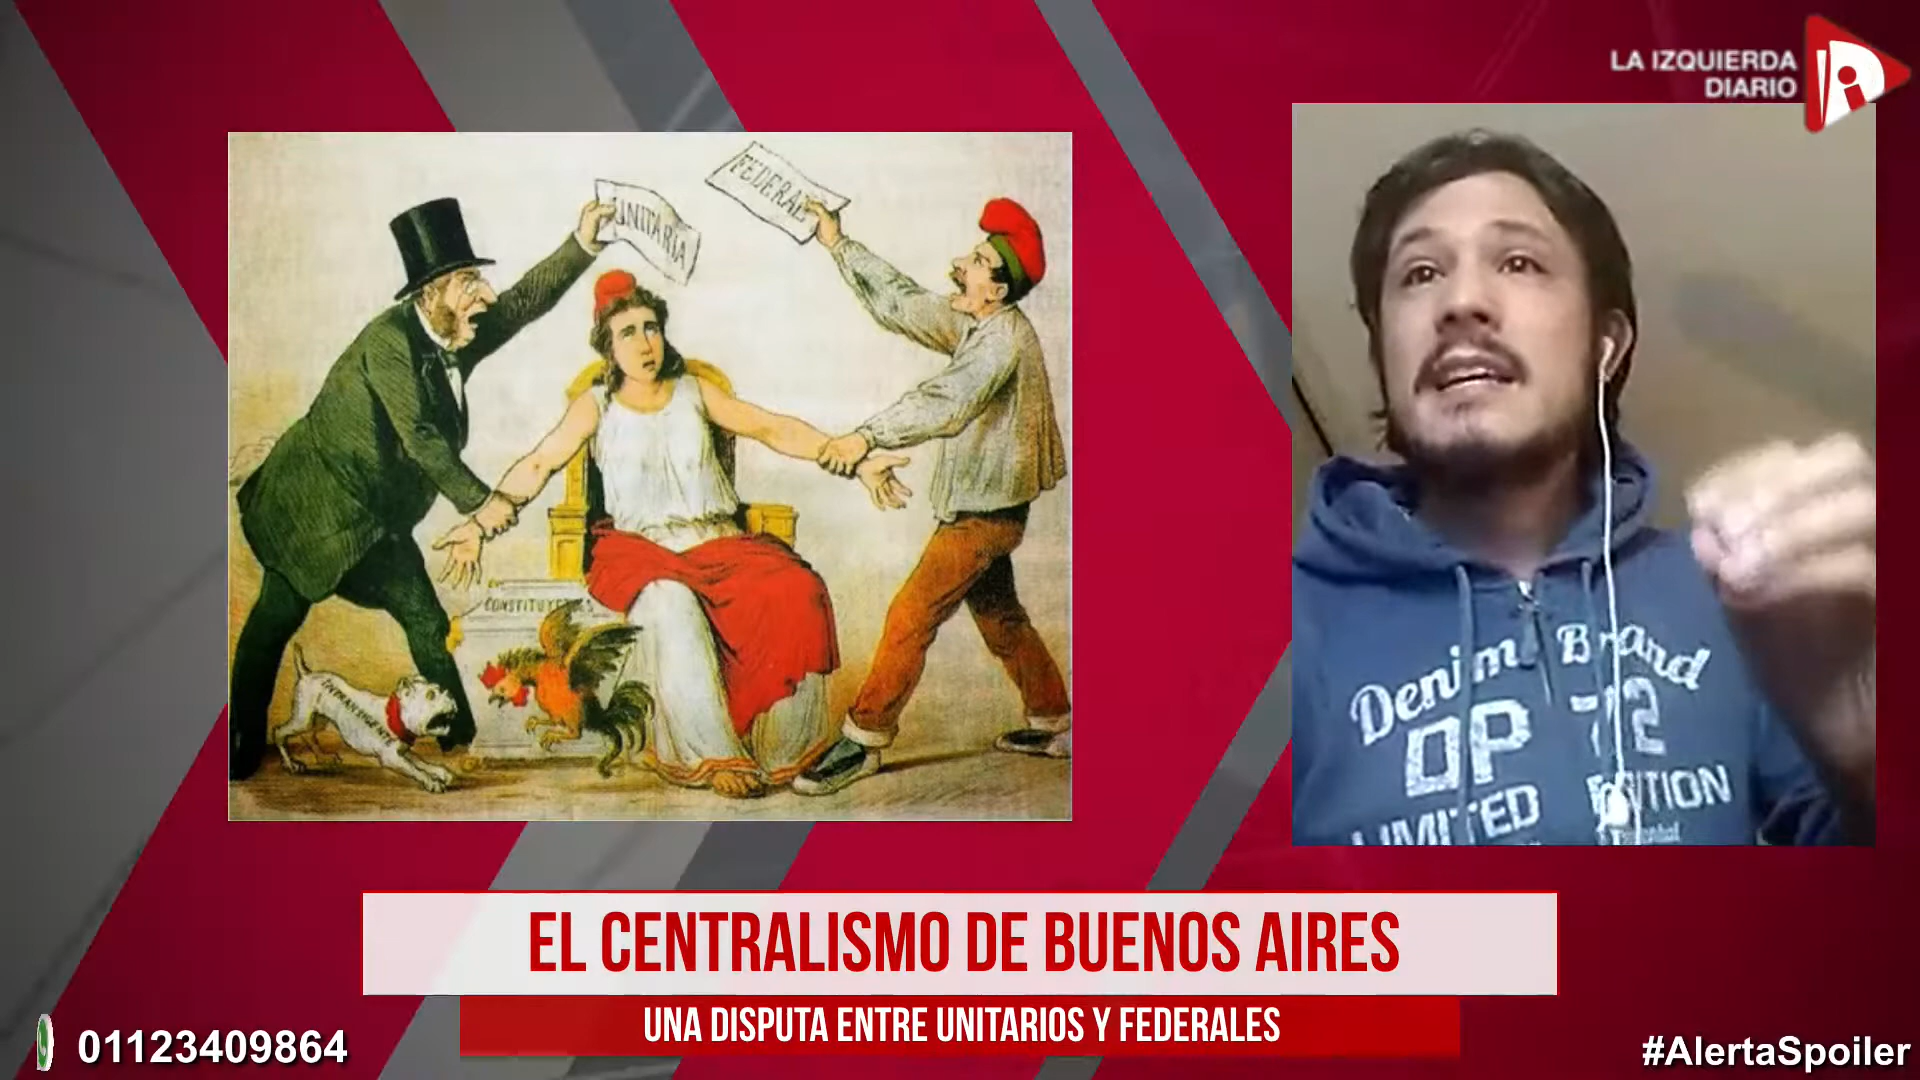 LA IZQUIERDA
DIARIO
UNITARIA
FEDERAL
CONSTITUYENTES
INTRANSIGENTE
Denim Brand
DP 72
LIMITED EDITION
EL CENTRALISMO DE BUENOS AIRES
UNA DISPUTA ENTRE UNITARIOS Y FEDERALES
01123409864
#AlertaSpoiler